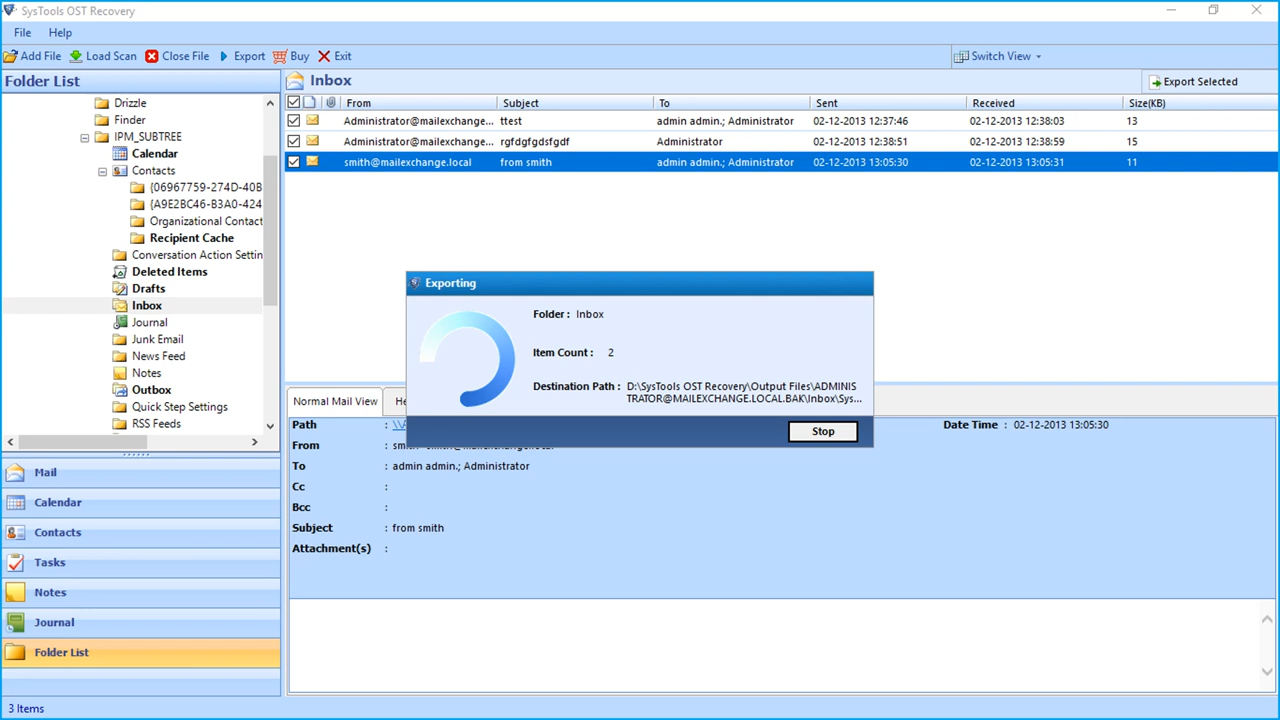 SysTools OST Recovery
File Help
Add File Load Scan Close File Export Buy Exit Switch View
Folder List
Inbox
Export Selected
Drizzle
Finder
IPM_SUBTREE
Calendar
Contacts
{06967759-274D-40B
{A9E2BC46-B3A0-424
Organizational Contact
Recipient Cache
Conversation Action Settin
Deleted Items
Drafts
Inbox
Journal
Junk Email
News Feed
Notes
Outbox
Quick Step Settings
RSS Feeds
From Subject To Sent Received Size(KB)
Administrator@mailexchange... ttest admin admin.; Administrator 02-12-2013 12:37:46 02-12-2013 12:38:03 13
Administrator@mailexchange... rgfdgfgdsfgdf Administrator 02-12-2013 12:38:51 02-12-2013 12:38:59 15
smith@mailexchange.local from smith admin admin.; Administrator 02-12-2013 13:05:30 02-12-2013 13:05:31 11
Exporting
Folder : Inbox
Item Count : 2
Destination Path : D:\SysTools OST Recovery\Output Files\ADMINIS
TRATOR@MAILEXCHANGE.LOCAL.BAK\Inbox\Sys...
Stop
Normal Mail View
Path : Date Time : 02-12-2013 13:05:30
From :
To : admin admin.; Administrator
Cc :
Bcc :
Subject : from smith
Attachment(s) :
Mail
Calendar
Contacts
Tasks
Notes
Journal
Folder List
3 Items